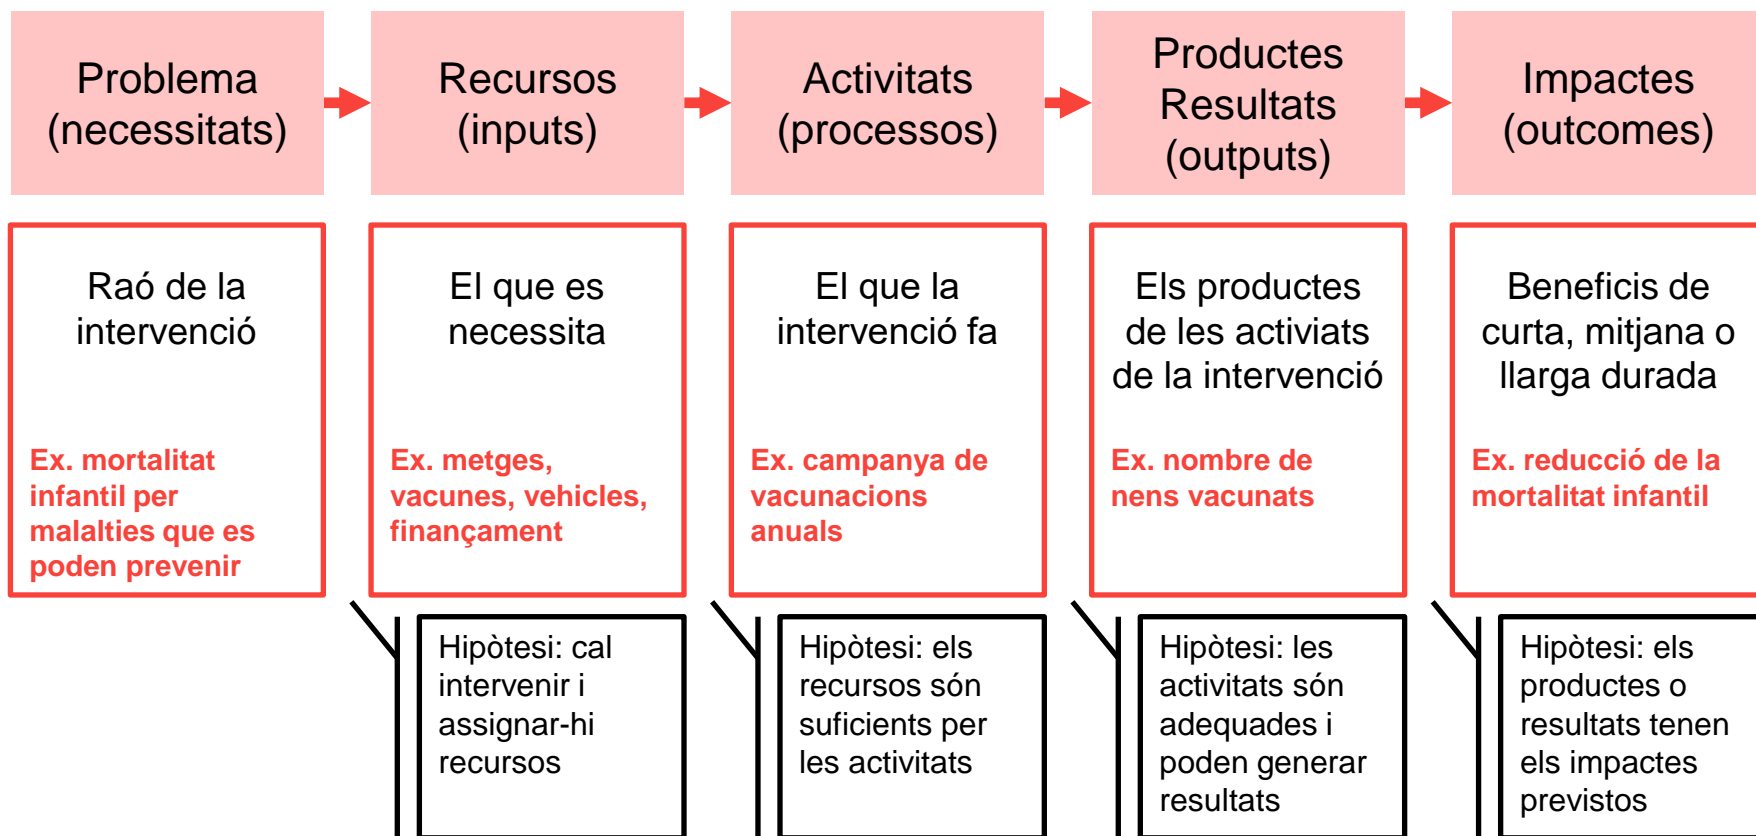 Problema
(necessitats)
Recursos
(inputs)
Activitats
(processos)
Productes
Resultats
(outputs)
Impactes
(outcomes)
Raó de la
intervenció
Ex. mortalitat
infantil per
malalties que es
poden prevenir
El que es
necessita
Ex. metges,
vacunes, vehicles,
finançament
El que la
intervenció fa
Ex. campanya de
vacunacions
anuals
Els productes
de les activiats
de la intervenció
Ex. nombre de
nens vacunats
Beneficis de
curta, mitjana o
llarga durada
Ex. reducció de la
mortalitat infantil
Hipòtesi: cal
intervenir i
assignar-hi
recursos
Hipòtesi: els
recursos són
suficients per
les activitats
Hipòtesi: les
activitats són
adequades i
poden generar
resultats
Hipòtesi: els
productes o
resultats tenen
els impactes
previstos